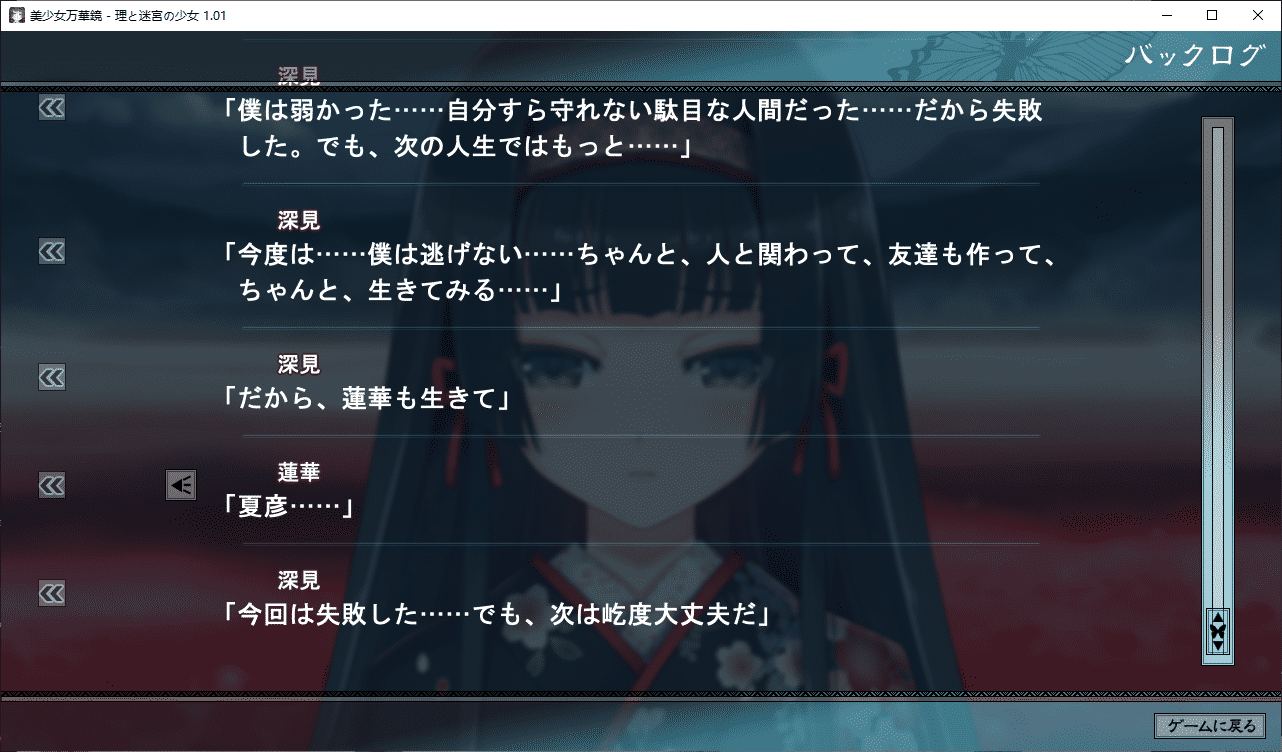 美少女万華鏡 - 理と迷宮の少女 1.01
バックログ
深見
「僕は弱かった……自分すら守れない駄目な人間だった……だから失敗
した。でも、次の人生ではもっと……」
深見
「今度は……僕は逃げない……ちゃんと、人と関わって、友達も作って、
ちゃんと、生きてみる……」
深見
「だから、蓮華も生きて」
蓮華
「夏彦……」
深見
「今回は失敗した……でも、次は屹度大丈夫だ」
ゲームに戻る